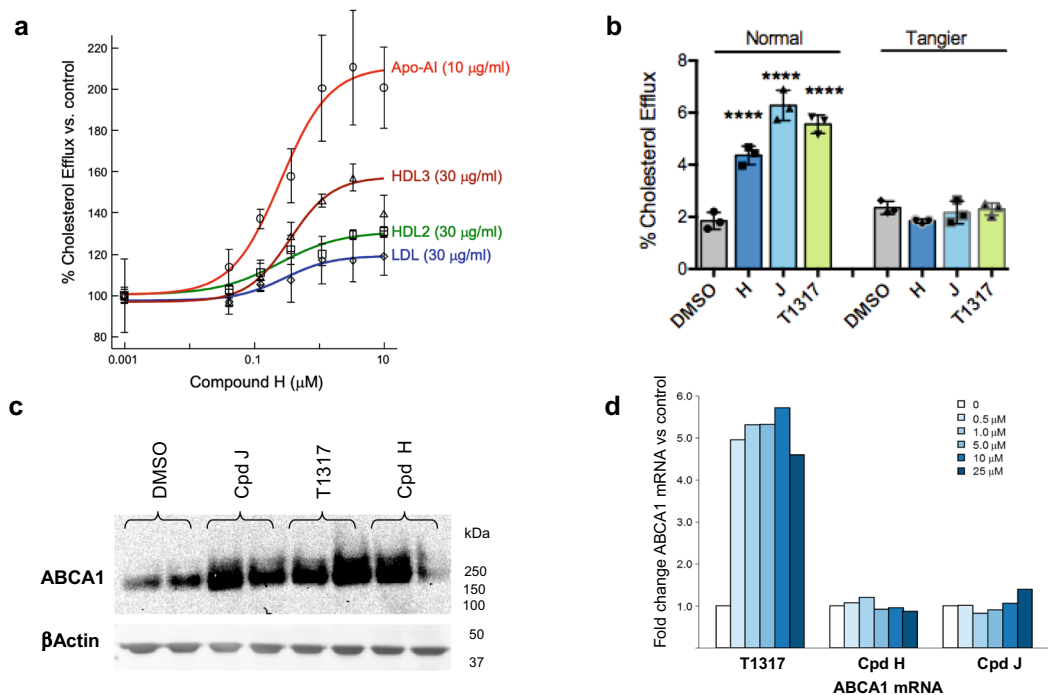 a
% Cholesterol Efflux vs. control
220
200
180
160
140
120
100
80
0.001
0.1
1
10
Compound H (µM)
Apo-AI (10 µg/ml)
HDL3 (30 µg/ml)
HDL2 (30 µg/ml)
LDL (30 µg/ml)
b
Normal
Tangier
% Cholesterol Efflux
8
6
4
2
0
****
****
****
DMSO
H
J
T1317
DMSO
H
J
T1317
c
DMSO
Cpd J
T1317
Cpd H
kDa
ABCA1
250
150
100
βActin
50
37
d
Fold change ABCA1 mRNA vs control
6.0
5.0
4.0
3.0
2.0
1.0
0
0.5 µM
1.0 µM
5.0 µM
10 µM
25 µM
T1317
Cpd H
Cpd J
ABCA1 mRNA